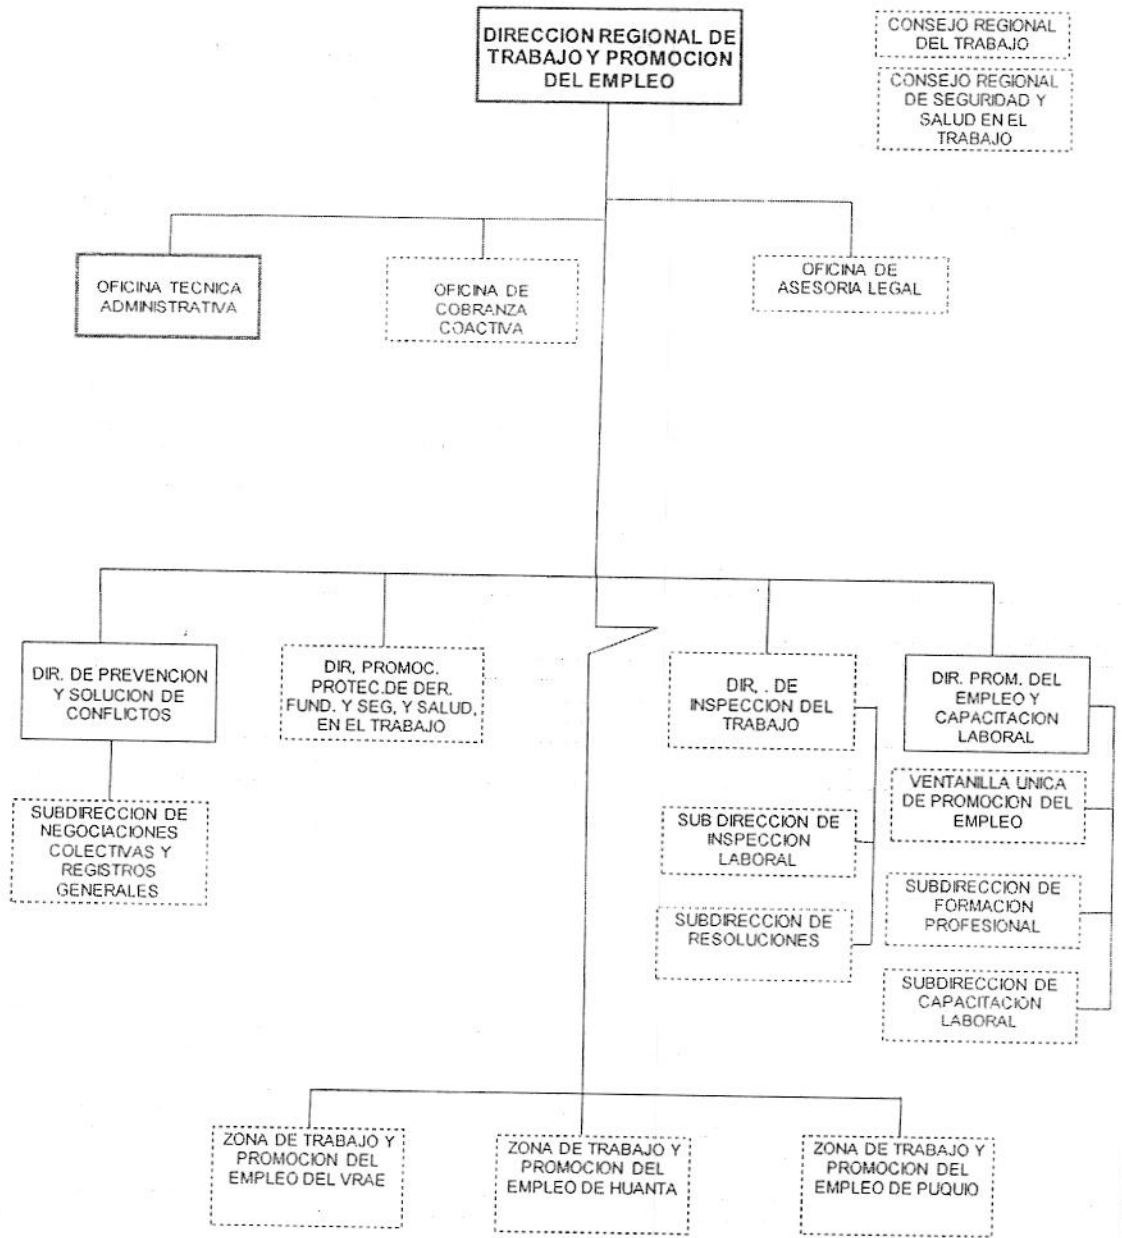 DIRECCION REGIONAL DE
TRABAJO Y PROMOCION
DEL EMPLEO
CONSEJO REGIONAL
DEL TRABAJO
CONSEJO REGIONAL
DE SEGURIDAD Y
SALUD EN EL
TRABAJO
OFICINA TECNICA
ADMINISTRATIVA
OFICINA DE
COBRANZA
COACTIVA
OFICINA DE
ASESORIA LEGAL
DIR. DE PREVENCION
Y SOLUCION DE
CONFLICTOS
DIR, PROMOC.
PROTEC.DE DER.
FUND. Y SEG, Y SALUD,
EN EL TRABAJO
DIR, . DE
INSPECCION DEL
TRABAJO
DIR. PROM. DEL
EMPLEO Y
CAPACITACION
LABORAL
SUBDIRECCION DE
NEGOCIACIONES
COLECTIVAS Y
REGISTROS
GENERALES
SUB DIRECCION DE
INSPECCION
LABORAL
SUBDIRECCION DE
RESOLUCIONES
VENTANILLA UNICA
DE PROMOCION DEL
EMPLEO
SUBDIRECCION DE
FORMACION
PROFESIONAL
SUBDIRECCION DE
CAPACITACION
LABORAL
ZONA DE TRABAJO Y
PROMOCION DEL
EMPLEO DEL VRAE
ZONA DE TRABAJO Y
PROMOCION DEL
EMPLEO DE HUANTA
ZONA DE TRABAJO Y
PROMOCION DEL
EMPLEO DE PUQUIO